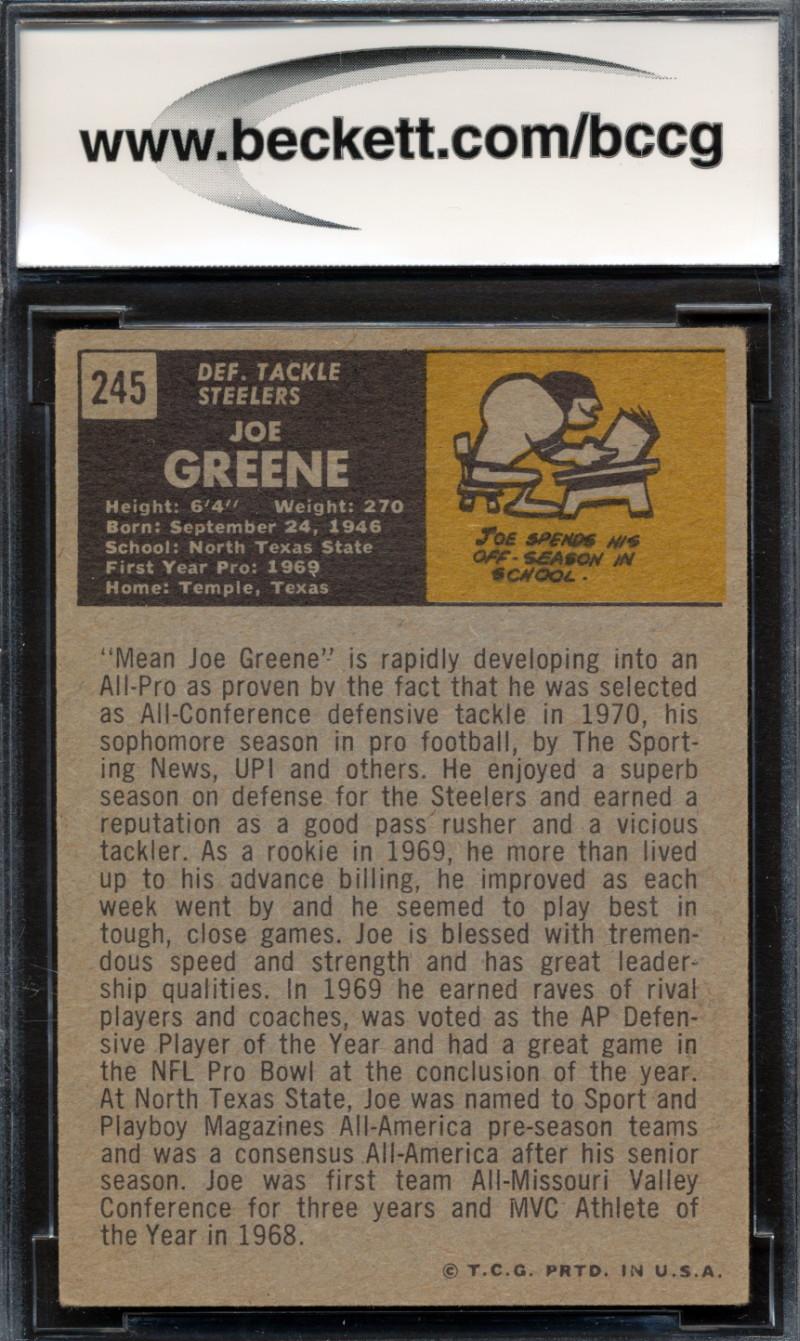 www.beckett.com/bccg
245
DEF. TACKLE
STEELERS
JOE
GREENE
Height: 6'4" Weight: 270
Born: September 24, 1946
School: North Texas State
First Year Pro: 1969
Home: Temple, Texas
JOE SPENDS HIS
OFF-SEASON IN
SCHOOL.
"Mean Joe Greene" is rapidly developing into an
All-Pro as proven by the fact that he was selected
as All-Conference defensive tackle in 1970, his
sophomore season in pro football, by The Sport-
ing News, UPI and others. He enjoyed a superb
season on defense for the Steelers and earned a
reputation as a good pass rusher and a vicious
tackler. As a rookie in 1969, he more than lived
up to his advance billing, he improved as each
week went by and he seemed to play best in
tough, close games. Joe is blessed with tremen-
dous speed and strength and has great leader-
ship qualities. In 1969 he earned raves of rival
players and coaches, was voted as the AP Defen-
sive Player of the Year and had a great game in
the NFL Pro Bowl at the conclusion of the year.
At North Texas State, Joe was named to Sport and
Playboy Magazines All-America pre-season teams
and was a consensus All-America after his senior
season. Joe was first team All-Missouri Valley
Conference for three years and MVC Athlete of
the Year in 1968.
© T.C.G. PRTD. IN U.S.A.